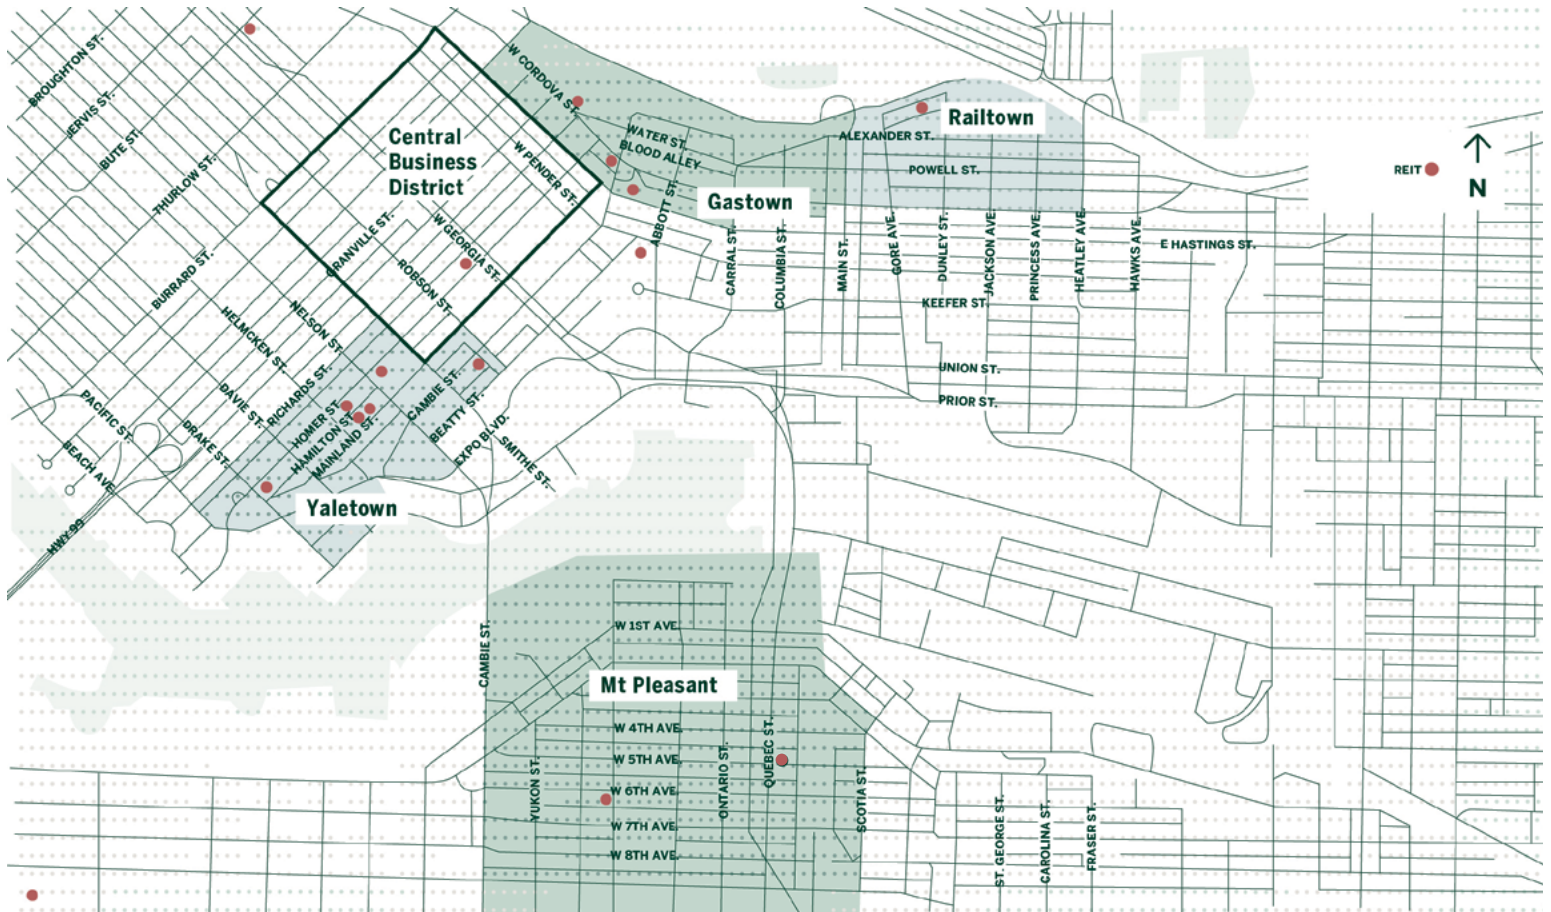 BROUGHTON ST.
JERVIS ST.
BUTE ST.
THURLOW ST.
BURRARD ST.
HELMCKEN ST.
NELSON ST.
GRANVILLE ST.
ROBSON ST.
W GEORGIA ST.
W PENDER ST.
W CORDOVA ST.
Central
Business
District
WATER ST.
BLOOD ALLEY
ABBOTT ST.
Gastown
ALEXANDER ST.
Railtown
POWELL ST.
CARRAL ST.
COLUMBIA ST.
MAIN ST.
GORE AVE.
DUNLEY ST.
JACKSON AVE.
PRINCESS AVE.
HEATLEY AVE.
HAWKS AVE.
E HASTINGS ST.
KEEFER ST.
UNION ST.
PRIOR ST.
REIT
N
PACIFIC ST.
BEACH AVE.
DRAKE ST.
DAVIE ST.
RICHARDS ST.
HOMER ST.
HAMILTON ST.
MAINLAND ST.
CAMBIE ST.
BEATTY ST.
EXPO BLVD.
SMITHE ST.
Yaletown
HWY 99
CAMBIE ST.
W 1ST AVE.
Mt Pleasant
W 4TH AVE.
W 5TH AVE.
W 6TH AVE.
W 7TH AVE.
W 8TH AVE.
YUKON ST.
ONTARIO ST.
QUEBEC ST.
SCOTIA ST.
ST. GEORGE ST.
CAROLINA ST.
FRASER ST.